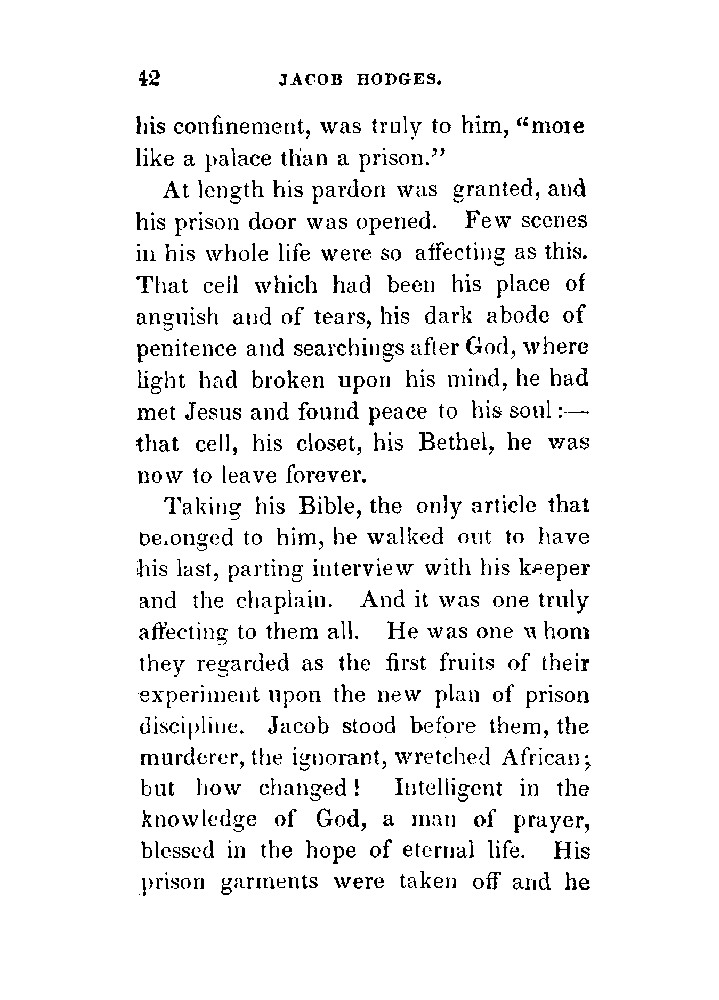 42 JACOB HODGES.
his confinement, was truly to him, “more
like a palace than a prison.”
At length his pardon was granted, and
his prison door was opened. Few scenes
in his whole life were so affecting as this.
That cell which had been his place of
anguish and of tears, his dark abode of
penitence and searchings after God, where
light had broken upon his mind, he had
met Jesus and found peace to his soul :—
that cell, his closet, his Bethel, he was
now to leave forever.
Taking his Bible, the only article that
belonged to him, he walked out to have
his last, parting interview with his keeper
and the chaplain. And it was one truly
affecting to them all. He was one whom
they regarded as the first fruits of their
experiment upon the new plan of prison
discipline. Jacob stood before them, the
murderer, the ignorant, wretched African;
but how changed! Intelligent in the
knowledge of God, a man of prayer,
blessed in the hope of eternal life. His
prison garments were taken off and he